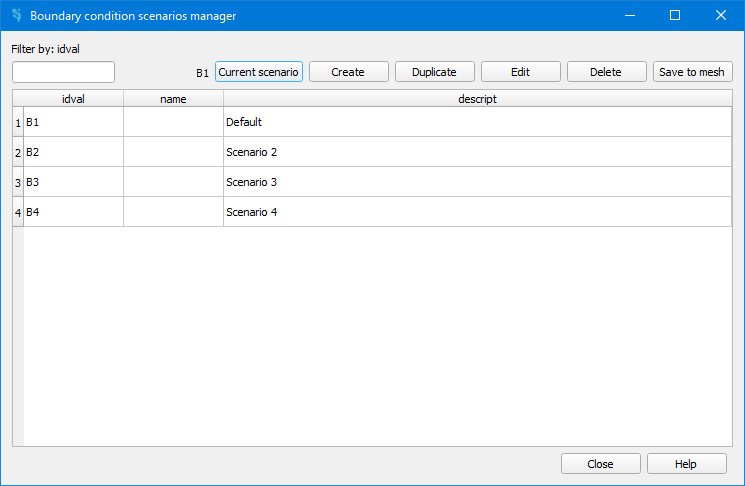 Boundary condition scenarios manager
Filter by: idval
B1 Current scenario Create Duplicate Edit Delete Save to mesh
idval name descript
1 B1 Default
2 B2 Scenario 2
3 B3 Scenario 3
4 B4 Scenario 4
Close Help